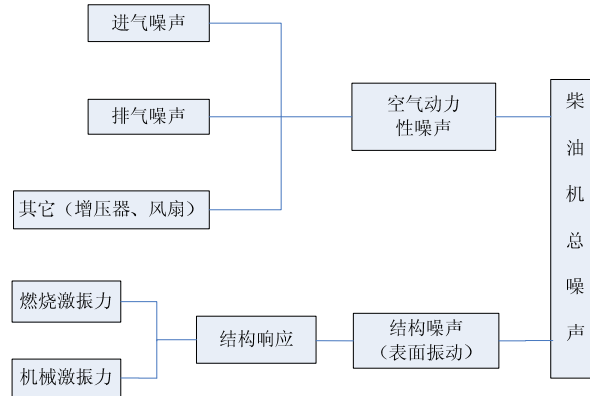 进气噪声
排气噪声
其它（增压器、风扇）
空气动力
性噪声
燃烧激振力
机械激振力
结构响应
结构噪声
（表面振动）
柴油机总噪声